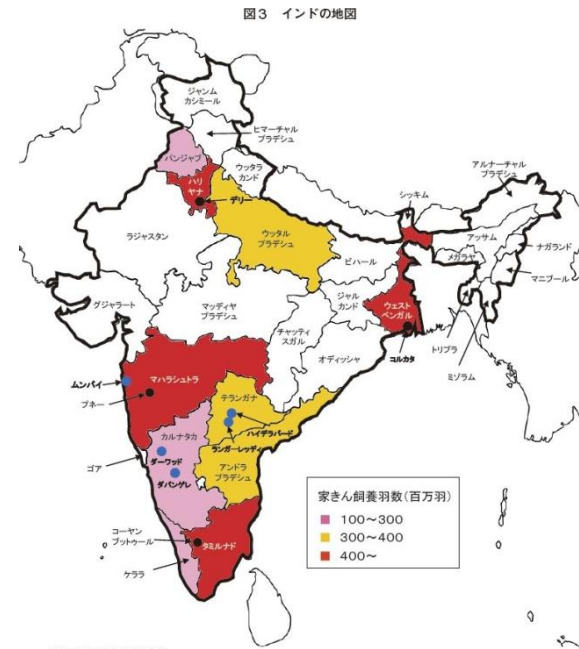 図3 インドの地図
ジャンム
カシミール
ヒマーチャル
プラデシュ
パンジャブ
ウッタラ
カンド
ハリ
ヤナ
デリー
アルナーチャル
プラデシュ
シッキム
ラジャスタン
ウッタル
プラデシュ
アッサム
ナガランド
ビハール
メガラヤ
マニプール
グジャラート
マッディヤ
プラデシュ
ジャル
カンド
ウェスト
ベンガル
チャッティ
スガル
オディッシャ
コルカタ
トリプラ
ミゾラム
ムンバイ
マハラシュトラ
プネー
テランガナ
カルナタカ
ハイデラバード
ダーワッド
ランガーレッディ
ゴア
アンドラ
プラデシュ
ダバンゲレ
家きん飼養羽数(百万羽)
100～300
300～400
400～
コーヤン
ブットゥール
タミルナド
ケララ